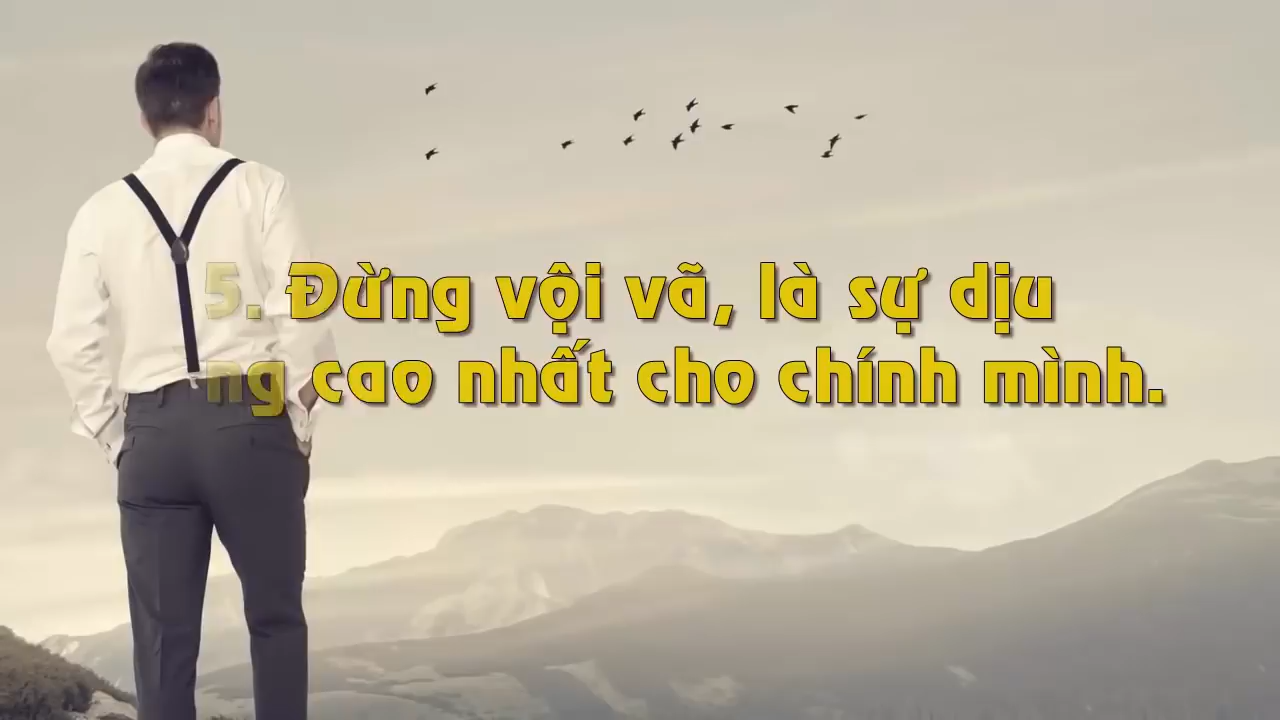 5. Đừng vội vã, là sự dịu
ng cao nhất cho chính mình.